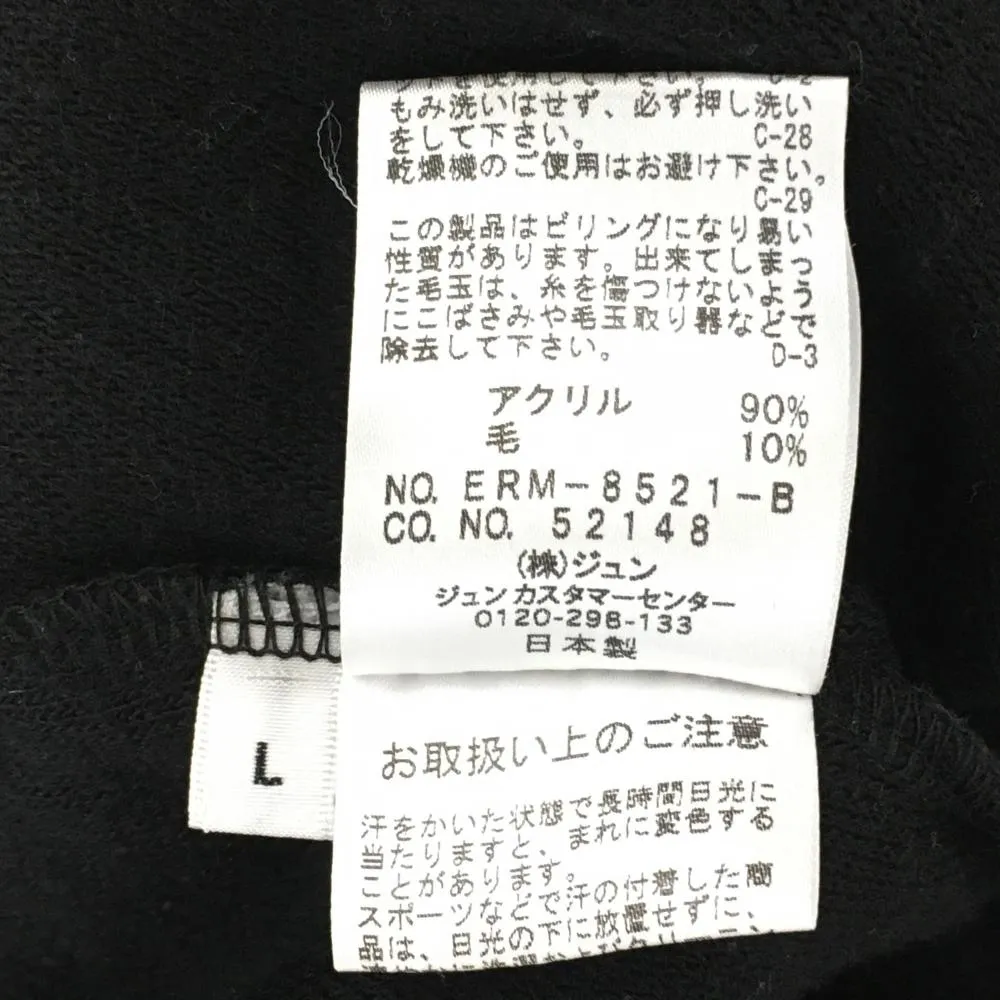 もみ洗いはせず、必ず押し洗い
をして下さい。 C-28
乾燥機のご使用はお避け下さい。
C-29
この製品はピリングになり易い
性質があります。出来てしまっ
た毛玉は、糸を傷つけないよう
にこばさみや毛玉取り器などで
除去して下さい。 D-3
アクリル 90%
毛 10%
NO. ERM-8521-B
CO. NO. 52148
(株)ジュン
ジュンカスタマーセンター
0120-298-133
日本製
L
お取扱い上のご注意
汗をかいた状態で長時間日光に
当たりますと、まれに変色する
ことがあります。
スポーツなどで汗の付着した商
品は、日光の下に放置せずに、